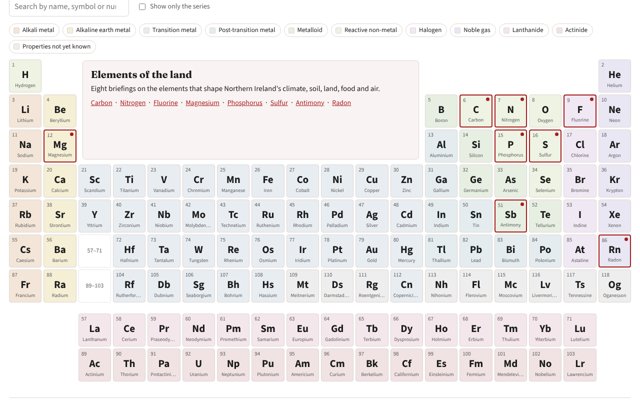 Search by name, symbol, or nu
Show only the series
Alkali metal
Alkaline earth metal
Transition metal
Post-transition metal
Metalloid
Reactive non-metal
Halogen
Noble gas
Lanthanide
Actinide
Properties not yet known
Elements of the land
Eight briefings on the elements that shape Northern Ireland's climate, soil, land, food and air.
Carbon · Nitrogen · Fluorine · Magnesium · Phosphorus · Sulfur · Antimony · Radon
1 H Hydrogen
2 He Helium
3 Li Lithium
4 Be Beryllium
5 B Boron
6 C Carbon
7 N Nitrogen
8 O Oxygen
9 F Fluorine
10 Ne Neon
11 Na Sodium
12 Mg Magnesium
13 Al Aluminium
14 Si Silicon
15 P Phosphorus
16 S Sulfur
17 Cl Chlorine
18 Ar Argon
19 K Potassium
20 Ca Calcium
21 Sc Scandium
22 Ti Titanium
23 V Vanadium
24 Cr Chromium
25 Mn Manganese
26 Fe Iron
27 Co Cobalt
28 Ni Nickel
29 Cu Copper
30 Zn Zinc
31 Ga Gallium
32 Ge Germanium
33 As Arsenic
34 Se Selenium
35 Br Bromine
36 Kr Krypton
37 Rb Rubidium
38 Sr Strontium
39 Y Yttrium
40 Zr Zirconium
41 Nb Niobium
42 Mo Molybden…
43 Tc Technetium
44 Ru Ruthenium
45 Rh Rhodium
46 Pd Palladium
47 Ag Silver
48 Cd Cadmium
49 In Indium
50 Sn Tin
51 Sb Antimony
52 Te Tellurium
53 I Iodine
54 Xe Xenon
55 Cs Caesium
56 Ba Barium
57–71
72 Hf Hafnium
73 Ta Tantalum
74 W Tungsten
75 Re Rhenium
76 Os Osmium
77 Ir Iridium
78 Pt Platinum
79 Au Gold
80 Hg Mercury
81 Tl Thallium
82 Pb Lead
83 Bi Bismuth
84 Po Polonium
85 At Astatine
86 Rn Radon
87 Fr Francium
88 Ra Radium
89–103
104 Rf Rutherfor…
105 Db Dubnium
106 Sg Seaborgium
107 Bh Bohrium
108 Hs Hassium
109 Mt Meitnerium
110 Ds Darmstad…
111 Rg Roentgeni…
112 Cn Copernici…
113 Nh Nihonium
114 Fl Flerovium
115 Mc Moscovium
116 Lv Livermori…
117 Ts Tennessine
118 Og Oganesson
57 La Lanthanum
58 Ce Cerium
59 Pr Praseody…
60 Nd Neodymium
61 Pm Promethium
62 Sm Samarium
63 Eu Europium
64 Gd Gadolinium
65 Tb Terbium
66 Dy Dysprosium
67 Ho Holmium
68 Er Erbium
69 Tm Thulium
70 Yb Ytterbium
71 Lu Lutetium
89 Ac Actinium
90 Th Thorium
91 Pa Protactini…
92 U Uranium
93 Np Neptunium
94 Pu Plutonium
95 Am Americium
96 Cm Curium
97 Bk Berkelium
98 Cf Californium
99 Es Einsteinium
100 Fm Fermium
101 Md Mendelevi…
102 No Nobelium
103 Lr Lawrencium